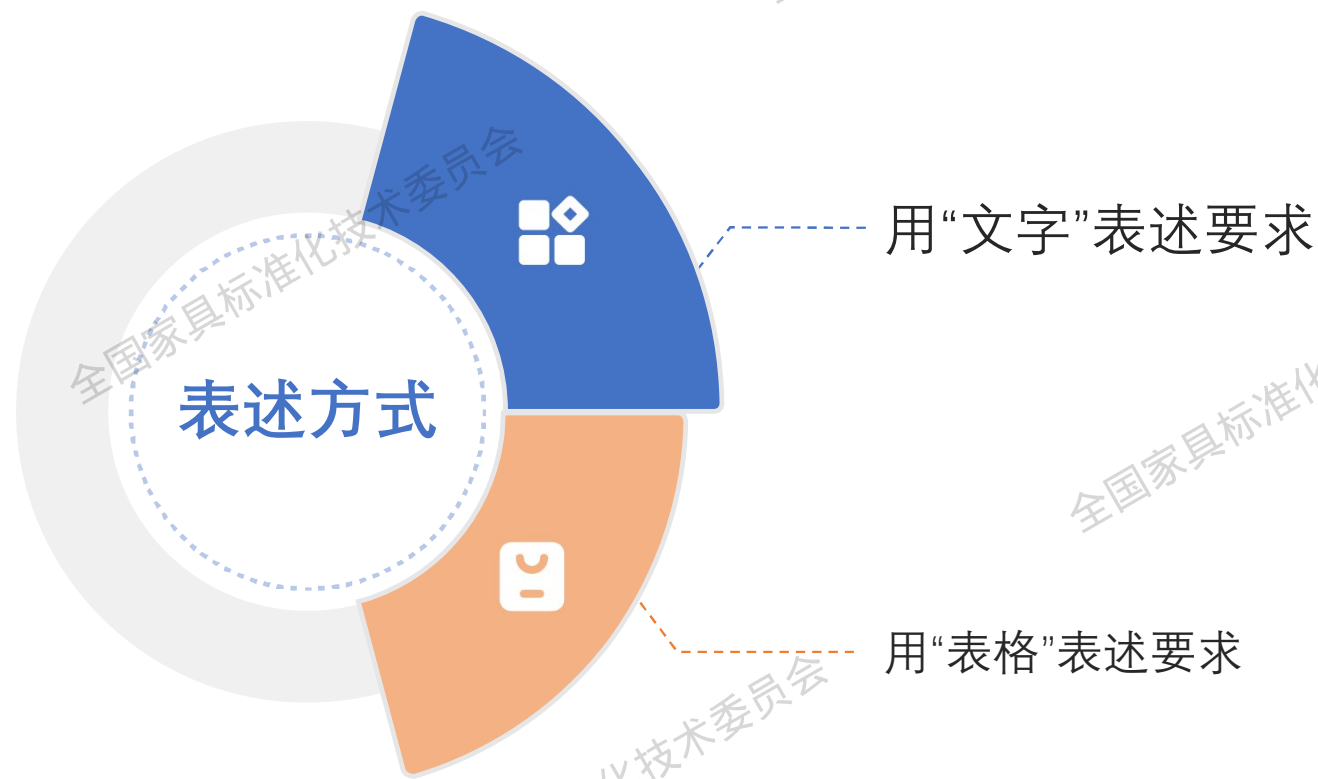 全国家具标准化技术委员会
用“文字”表述要求
表述方式
全国家具标准化
用“表格”表述要求
化技术委员会